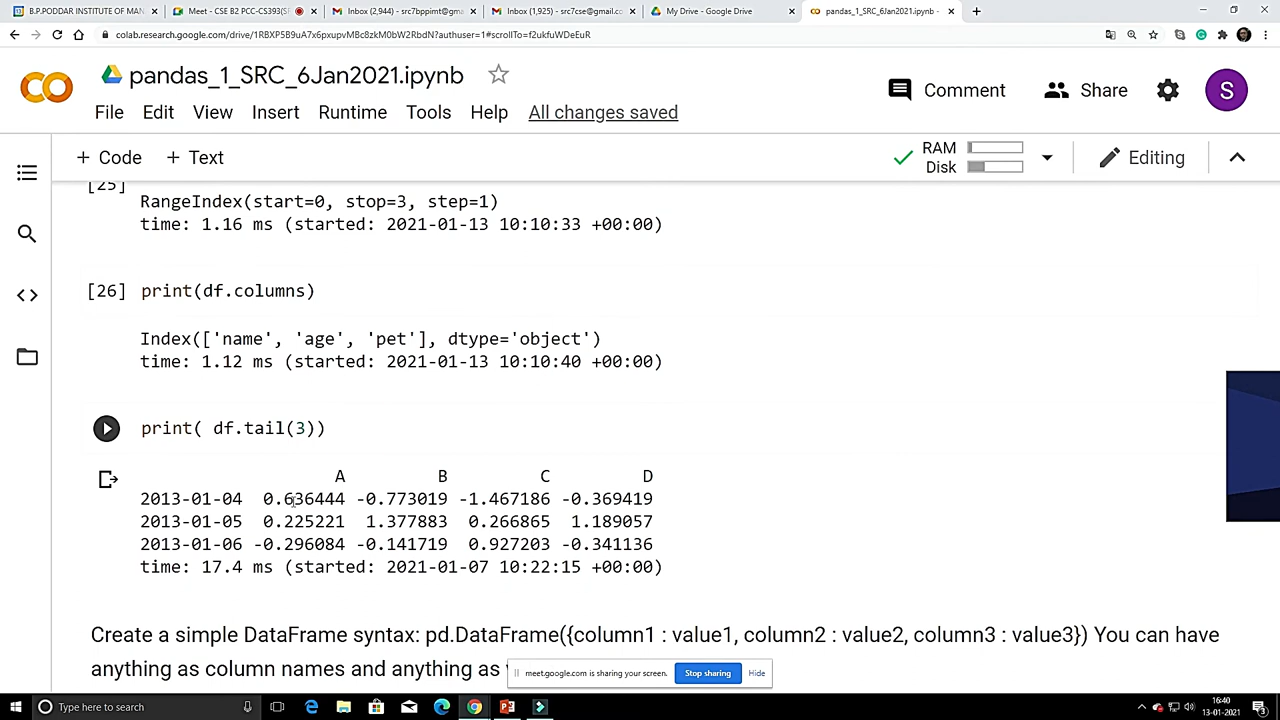 B.P.PODDAR INSTITUTE OF MAN
Meet - CSE B2 PCC-CS393(S
Inbox (2,944) - src7bppimt@gm
Inbox (1,925) - src7cse@gmail.cc
My Drive - Google Drive
pandas_1_SRC_6Jan2021.ipynb -
colab.research.google.com/drive/1RBXP5B9uA7x6pxupvMBc8zkM0bW2RbdN?authuser=1#scrollTo=f2ukfuWDeEuR
pandas_1_SRC_6Jan2021.ipynb
Comment
Share
S
File Edit View Insert Runtime Tools Help All changes saved
+ Code + Text
RAM
Disk
Editing
[25]
RangeIndex(start=0, stop=3, step=1)
time: 1.16 ms (started: 2021-01-13 10:10:33 +00:00)
[26] print(df.columns)
Index(['name', 'age', 'pet'], dtype='object')
time: 1.12 ms (started: 2021-01-13 10:10:40 +00:00)
print( df.tail(3))
A B C D
2013-01-04 0.636444 -0.773019 -1.467186 -0.369419
2013-01-05 0.225221 1.377883 0.266865 1.189057
2013-01-06 -0.296084 -0.141719 0.927203 -0.341136
time: 17.4 ms (started: 2021-01-07 10:22:15 +00:00)
Create a simple DataFrame syntax: pd.DataFrame({column1 : value1, column2 : value2, column3 : value3}) You can have
anything as column names and anything as
meet.google.com is sharing your screen. Stop sharing Hide
Type here to search
16:40
13-01-2021